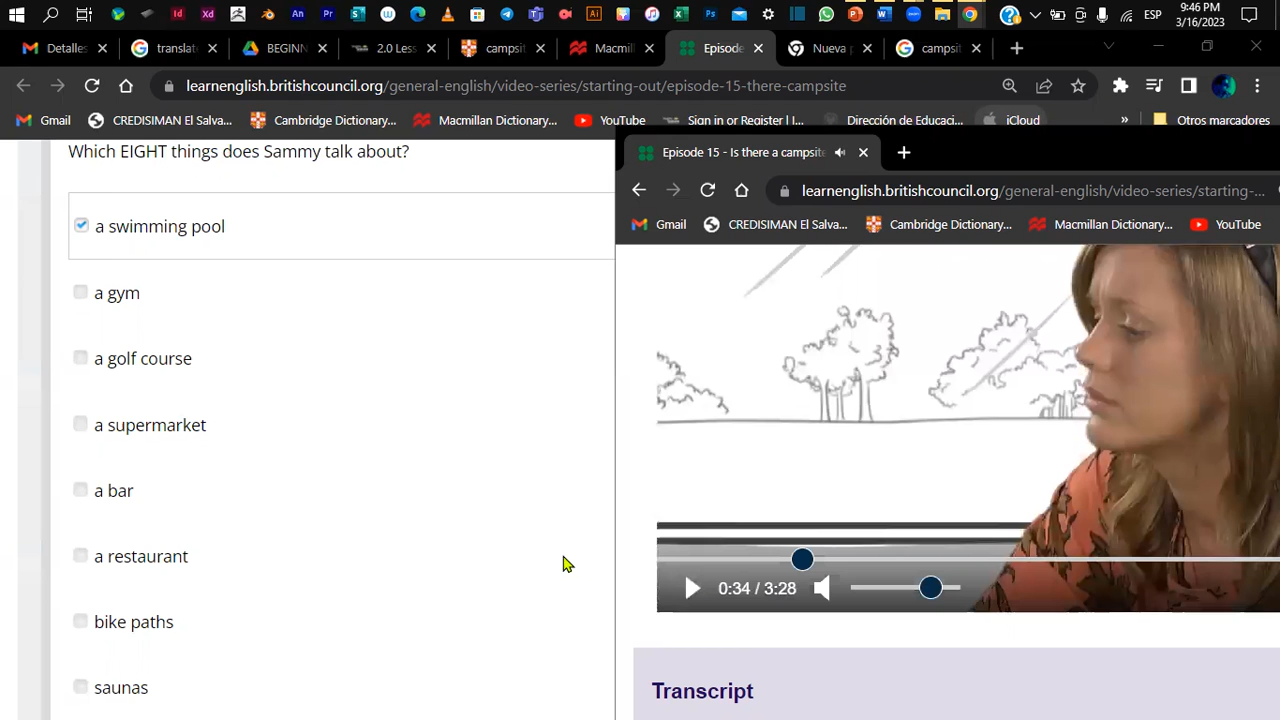 9:46 PM
ESP
3/16/2023
Detalles
translat
BEGINN
2.0 Less
campsit
Macmill
Episode
Nueva p
campsit
learnenglish.britishcouncil.org/general-english/video-series/starting-out/episode-15-there-campsite
Gmail
CREDISIMAN El Salva...
Cambridge Dictionary...
Macmillan Dictionary...
YouTube
Sign in or Register | I...
Dirección de Educaci...
iCloud
»
Otros marcadores
Which EIGHT things does Sammy talk about?
a swimming pool
a gym
a golf course
a supermarket
a bar
a restaurant
bike paths
saunas
Episode 15 - Is there a campsite
learnenglish.britishcouncil.org/general-english/video-series/starting-...
Gmail
CREDISIMAN El Salva...
Cambridge Dictionary...
Macmillan Dictionary...
YouTube
0:34 / 3:28
Transcript